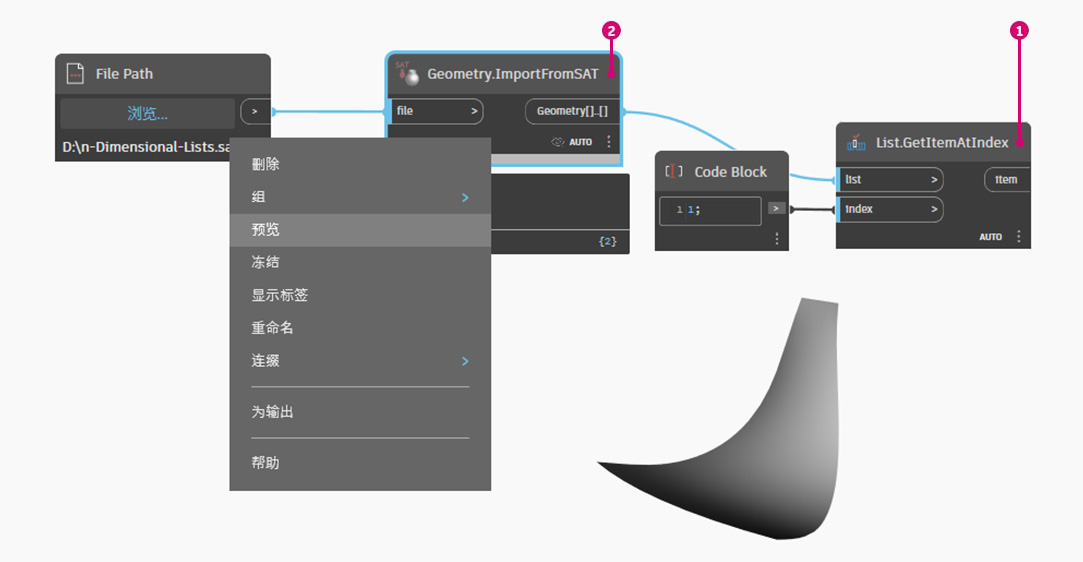 2
1
File Path
浏览...
>
D:\n-Dimensional-Lists.sa
SAT
Geometry.ImportFromSAT
file >
Geometry[]..[]
AUTO
{2}
删除
组 >
预览
冻结
显示标签
重命名
连缀 >
为输出
帮助
Code Block
1 1;
>
List.GetItemAtIndex
list >
item
index >
AUTO